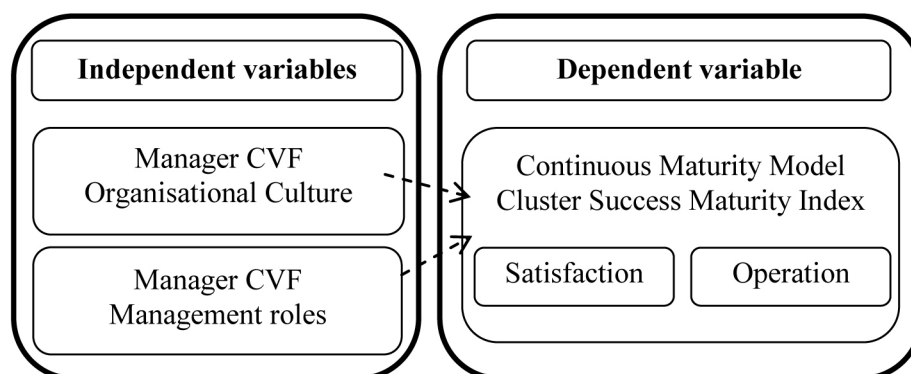 Independent variables
Manager CVF
Organisational Culture
Manager CVF
Management roles
Dependent variable
Continuous Maturity Model
Cluster Success Maturity Index
Satisfaction
Operation